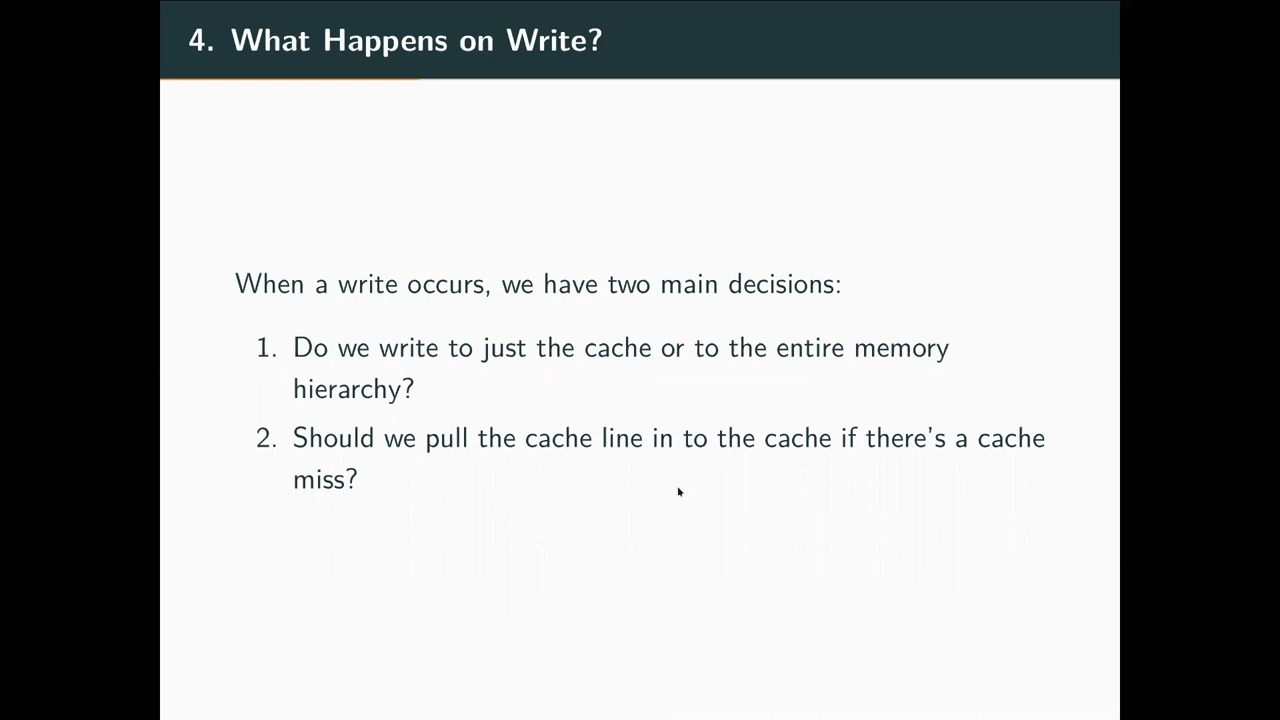 4. What Happens on Write?
When a write occurs, we have two main decisions:
1. Do we write to just the cache or to the entire memory
hierarchy?
2. Should we pull the cache line in to the cache if there's a cache
miss?